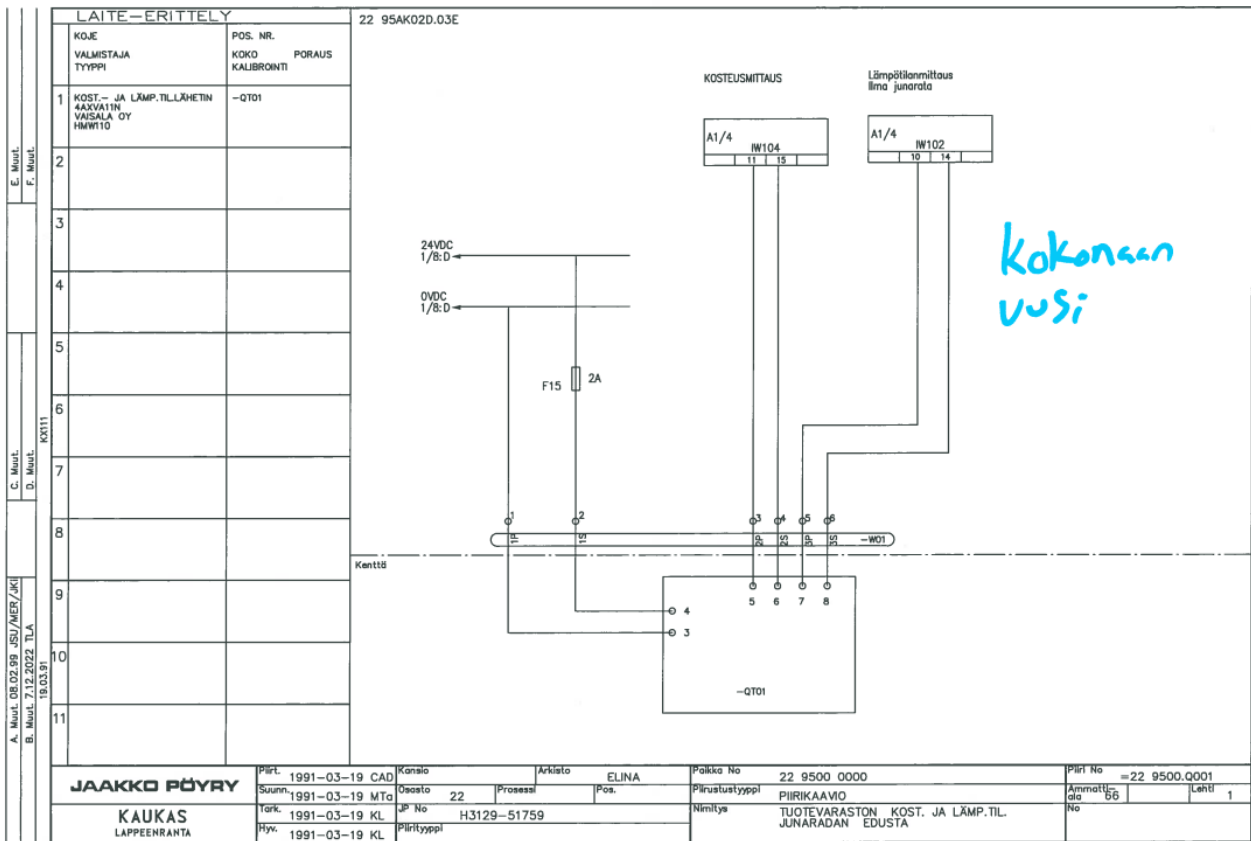 LAITE-ERITTELY
KOJE
VALMISTAJA
TYYPPI
POS. NR.
KOKO PORAUS
KALIBROINTI
1 KOST.- JA LÄMP.TIL.LÄHETIN -QT01
4AXVA11N
VAISALA OY
HMW110
2
3
4
5
6
7
8
9
10
11
22 95AK02D.03E
KOSTEUSMITTAUS
Lämpötilanmittaus
Ilma junarata
A1/4
IW104
11 15
A1/4
IW102
10 14
kokonaan
uusi
24VDC
1/8:D
0VDC
1/8:D
F15 2A
1 2 3 4 5 6
1P 1S 2P 2S 3P 3S -W01
Kenttä
5 6 7 8
4
3
-QT01
E. Muut.
F. Muut.
C. Muut.
D. Muut.
KX111
A. Muut. 08.02.99 JSU/MER/JKi
B. Muut. 7.12.2022 TLA
19.03.91
JAAKKO PÖYRY
KAUKAS
LAPPEENRANTA
Piirt. 1991-03-19 CAD
Suunn. 1991-03-19 MTa
Tark. 1991-03-19 KL
Hyv. 1991-03-19 KL
Kansio Arkisto ELINA
Osasto 22 Prosessi Pos.
JP No H3129-51759
Piirityyppi
Paikka No 22 9500 0000
Piirustustyyppi PIIRIKAAVIO
Nimitys TUOTEVARASTON KOST. JA LÄMP.TIL.
JUNARADAN EDUSTA
Piiri No =22 9500.Q001
Ammatti-
ala 66 Lehti 1
No